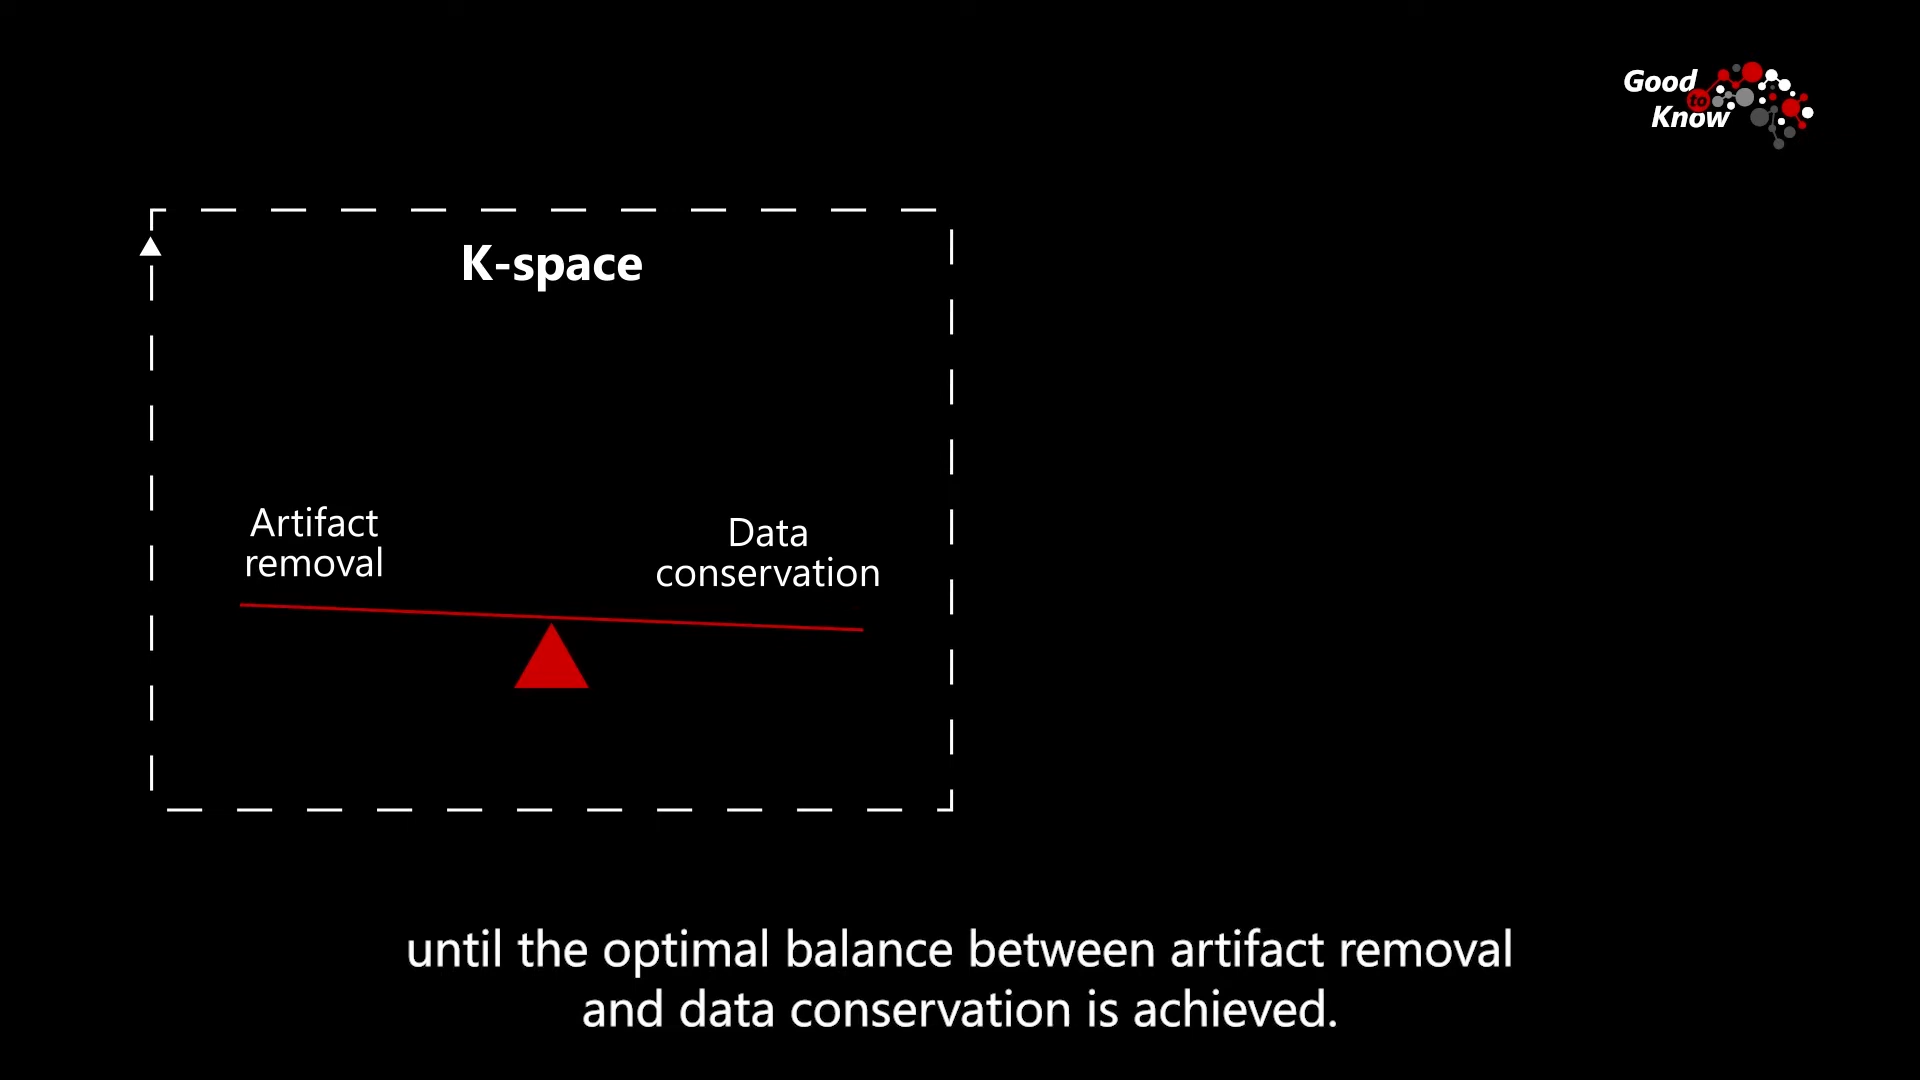 Good
to
Know
K-space
Artifact
removal
Data
conservation
until the optimal balance between artifact removal
and data conservation is achieved.